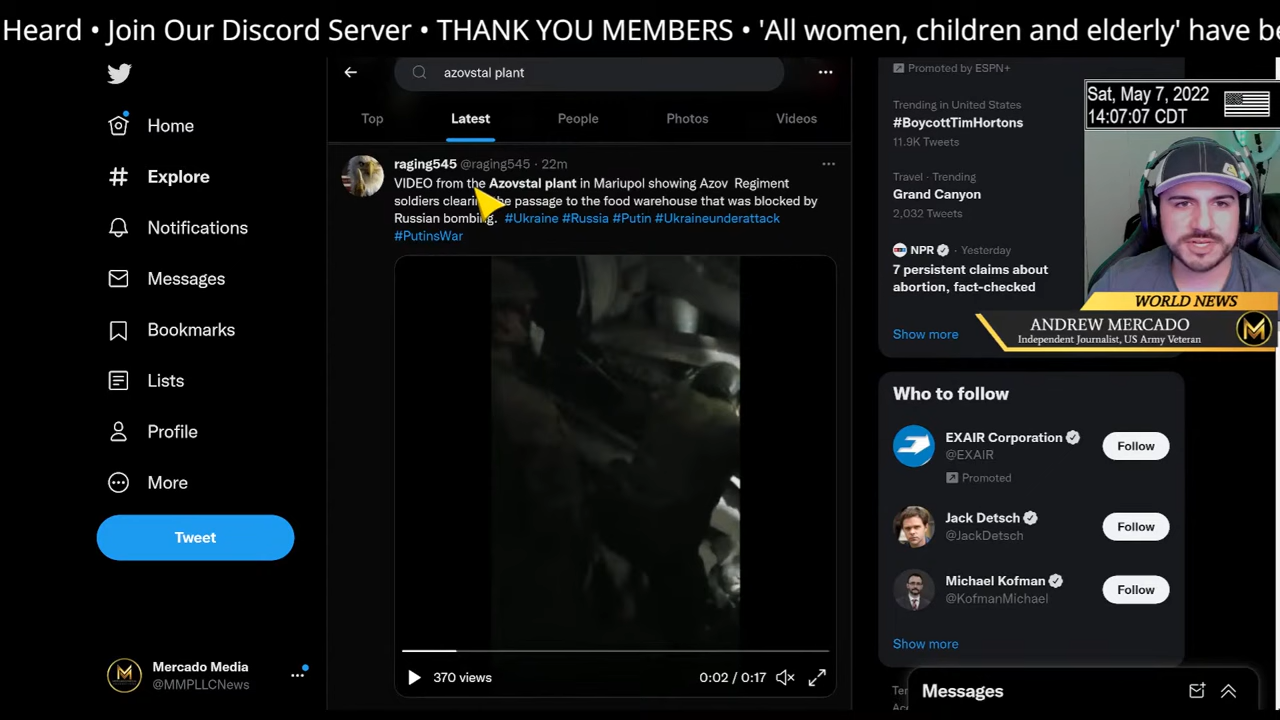 Heard • Join Our Discord Server • THANK YOU MEMBERS • 'All women, children and elderly' have be
azovstal plant
Top
Latest
People
Photos
Videos
Home
Explore
Notifications
Messages
Bookmarks
Lists
Profile
More
Tweet
Mercado Media
@MMPLLCNews
raging545 @raging545 · 22m
VIDEO from the Azovstal plant in Mariupol showing Azov Regiment
soldiers the passage to the food warehouse that was blocked by
Russian bombing. #Ukraine #Russia #Putin #Ukraineunderattack
#PutinsWar
370 views
0:02 / 0:17
Promoted by ESPN+
Trending in United States
#BoycottTimHortons
11.9K Tweets
Travel · Trending
Grand Canyon
2,032 Tweets
NPR · Yesterday
7 persistent claims about
abortion, fact-checked
Show more
Sat, May 7, 2022
14:07:07 CDT
WORLD NEWS
ANDREW MERCADO
Independent Journalist, US Army Veteran
Who to follow
EXAIR Corporation
@EXAIR
Promoted
Follow
Jack Detsch
@JackDetsch
Follow
Michael Kofman
@KofmanMichael
Follow
Show more
Messages